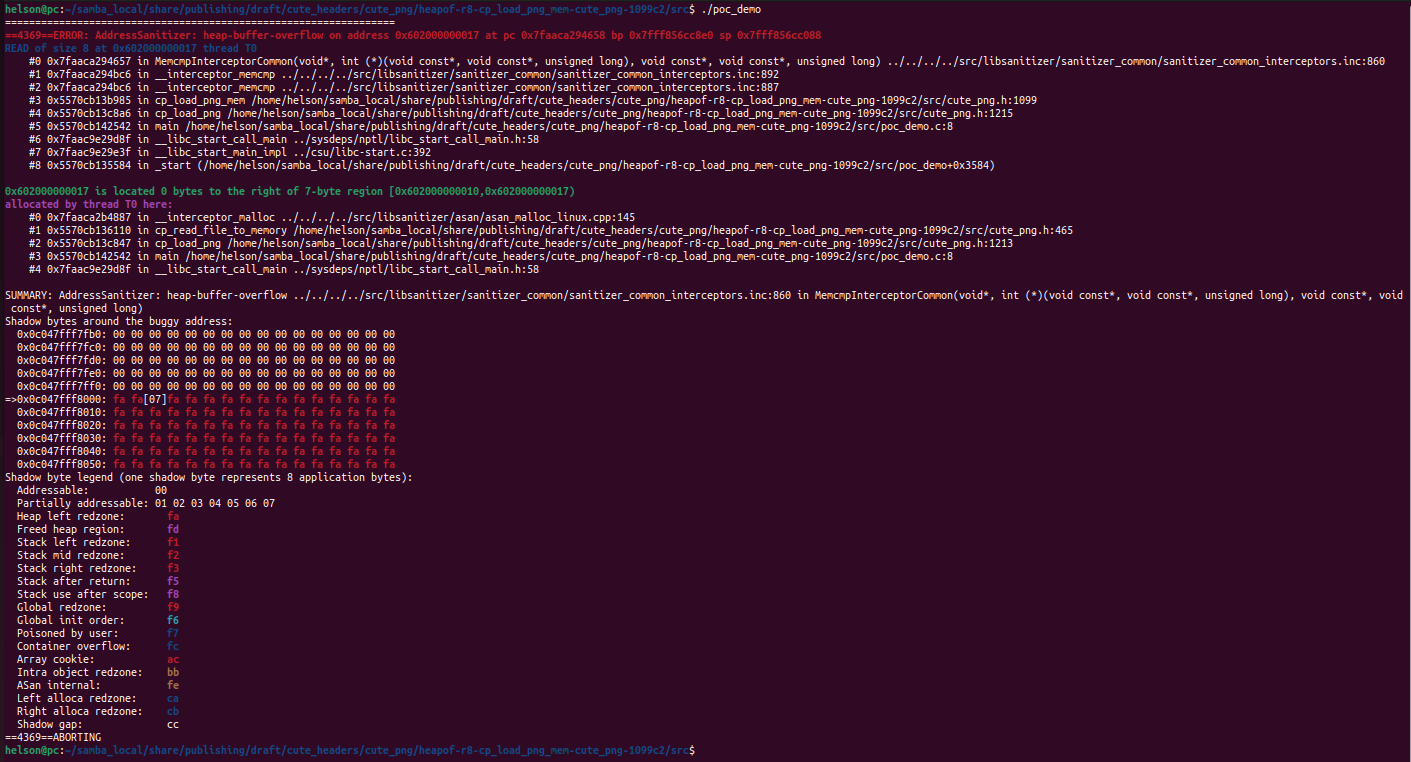 helson@pc:~/samba_local/share/publishing/draft/cute_headers/cute_png/heapof-r8-cp_load_png_mem-cute_png-1099c2/src$ ./poc_demo
=================================================================
==4369==ERROR: AddressSanitizer: heap-buffer-overflow on address 0x602000000017 at pc 0x7faaca294658 bp 0x7fff856cc8e0 sp 0x7fff856cc088
READ of size 8 at 0x602000000017 thread T0
    #0 0x7faaca294657 in MemcmpInterceptorCommon(void*, int (*)(void const*, void const*, unsigned long), void const*, void const*, unsigned long) ../../../../src/libsanitizer/sanitizer_common/sanitizer_common_interceptors.inc:860
    #1 0x7faaca294bc6 in __interceptor_memcmp ../../../../src/libsanitizer/sanitizer_common/sanitizer_common_interceptors.inc:892
    #2 0x7faaca294bc6 in __interceptor_memcmp ../../../../src/libsanitizer/sanitizer_common/sanitizer_common_interceptors.inc:887
    #3 0x5570cb13b985 in cp_load_png_mem /home/helson/samba_local/share/publishing/draft/cute_headers/cute_png/heapof-r8-cp_load_png_mem-cute_png-1099c2/src/cute_png.h:1099
    #4 0x5570cb13c8a6 in cp_load_png /home/helson/samba_local/share/publishing/draft/cute_headers/cute_png/heapof-r8-cp_load_png_mem-cute_png-1099c2/src/cute_png.h:1215
    #5 0x5570cb142542 in main /home/helson/samba_local/share/publishing/draft/cute_headers/cute_png/heapof-r8-cp_load_png_mem-cute_png-1099c2/src/poc_demo.c:8
    #6 0x7faac9e29d8f in __libc_start_call_main ../sysdeps/nptl/libc_start_call_main.h:58
    #7 0x7faac9e29e3f in __libc_start_main_impl ../csu/libc-start.c:392
    #8 0x5570cb135584 in _start (/home/helson/samba_local/share/publishing/draft/cute_headers/cute_png/heapof-r8-cp_load_png_mem-cute_png-1099c2/src/poc_demo+0x3584)

0x602000000017 is located 0 bytes to the right of 7-byte region [0x602000000010,0x602000000017)
allocated by thread T0 here:
    #0 0x7faaca2b4887 in __interceptor_malloc ../../../../src/libsanitizer/asan/asan_malloc_linux.cpp:145
    #1 0x5570cb136110 in cp_read_file_to_memory /home/helson/samba_local/share/publishing/draft/cute_headers/cute_png/heapof-r8-cp_load_png_mem-cute_png-1099c2/src/cute_png.h:465
    #2 0x5570cb13c847 in cp_load_png /home/helson/samba_local/share/publishing/draft/cute_headers/cute_png/heapof-r8-cp_load_png_mem-cute_png-1099c2/src/cute_png.h:1213
    #3 0x5570cb142542 in main /home/helson/samba_local/share/publishing/draft/cute_headers/cute_png/heapof-r8-cp_load_png_mem-cute_png-1099c2/src/poc_demo.c:8
    #4 0x7faac9e29d8f in __libc_start_call_main ../sysdeps/nptl/libc_start_call_main.h:58

SUMMARY: AddressSanitizer: heap-buffer-overflow ../../../../src/libsanitizer/sanitizer_common/sanitizer_common_interceptors.inc:860 in MemcmpInterceptorCommon(void*, int (*)(void const*, void const*, unsigned long), void const*, void
 const*, unsigned long)
Shadow bytes around the buggy address:
  0x0c047fff7fb0: 00 00 00 00 00 00 00 00 00 00 00 00 00 00 00 00
  0x0c047fff7fc0: 00 00 00 00 00 00 00 00 00 00 00 00 00 00 00 00
  0x0c047fff7fd0: 00 00 00 00 00 00 00 00 00 00 00 00 00 00 00 00
  0x0c047fff7fe0: 00 00 00 00 00 00 00 00 00 00 00 00 00 00 00 00
  0x0c047fff7ff0: 00 00 00 00 00 00 00 00 00 00 00 00 00 00 00 00
=>0x0c047fff8000: fa fa[07]fa fa fa fa fa fa fa fa fa fa fa fa fa
  0x0c047fff8010: fa fa fa fa fa fa fa fa fa fa fa fa fa fa fa fa
  0x0c047fff8020: fa fa fa fa fa fa fa fa fa fa fa fa fa fa fa fa
  0x0c047fff8030: fa fa fa fa fa fa fa fa fa fa fa fa fa fa fa fa
  0x0c047fff8040: fa fa fa fa fa fa fa fa fa fa fa fa fa fa fa fa
  0x0c047fff8050: fa fa fa fa fa fa fa fa fa fa fa fa fa fa fa fa
Shadow byte legend (one shadow byte represents 8 application bytes):
  Addressable:           00
  Partially addressable: 01 02 03 04 05 06 07
  Heap left redzone:       fa
  Freed heap region:       fd
  Stack left redzone:      f1
  Stack mid redzone:       f2
  Stack right redzone:     f3
  Stack after return:      f5
  Stack use after scope:   f8
  Global redzone:          f9
  Global init order:       f6
  Poisoned by user:        f7
  Container overflow:      fc
  Array cookie:            ac
  Intra object redzone:    bb
  ASan internal:           fe
  Left alloca redzone:     ca
  Right alloca redzone:    cb
  Shadow gap:              cc
==4369==ABORTING
helson@pc:~/samba_local/share/publishing/draft/cute_headers/cute_png/heapof-r8-cp_load_png_mem-cute_png-1099c2/src$